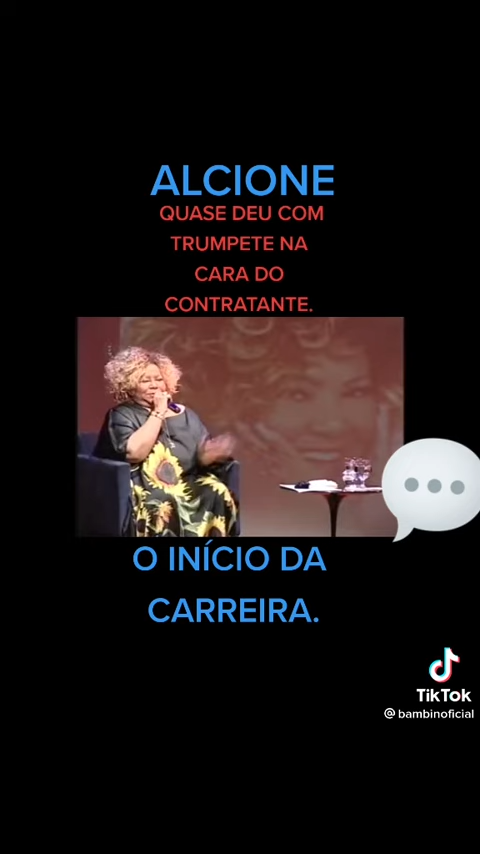 ALCIONE
QUASE DEU COM
TRUMPETE NA
CARA DO
CONTRATANTE.
O INÍCIO DA
CARREIRA.
TikTok
@bambinoficial